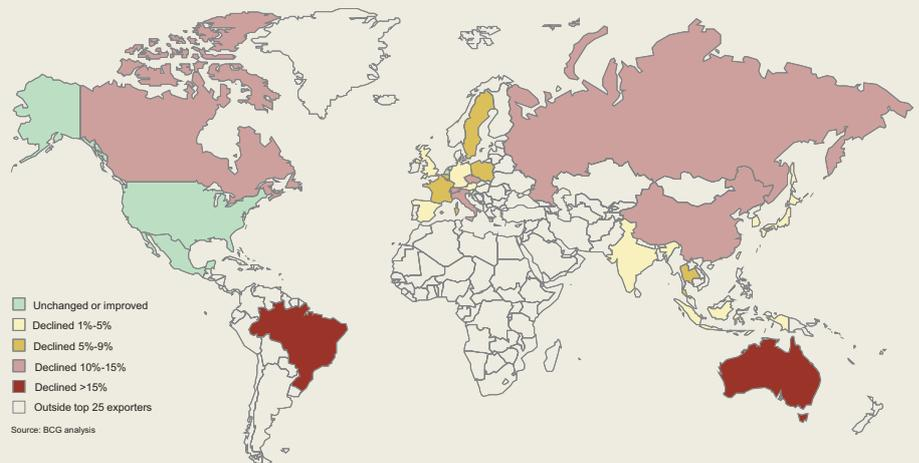 Unchanged or improved
Declined 1%-5%
Declined 5%-9%
Declined 10%-15%
Declined >15%
Outside top 25 exporters
Source: BCG analysis